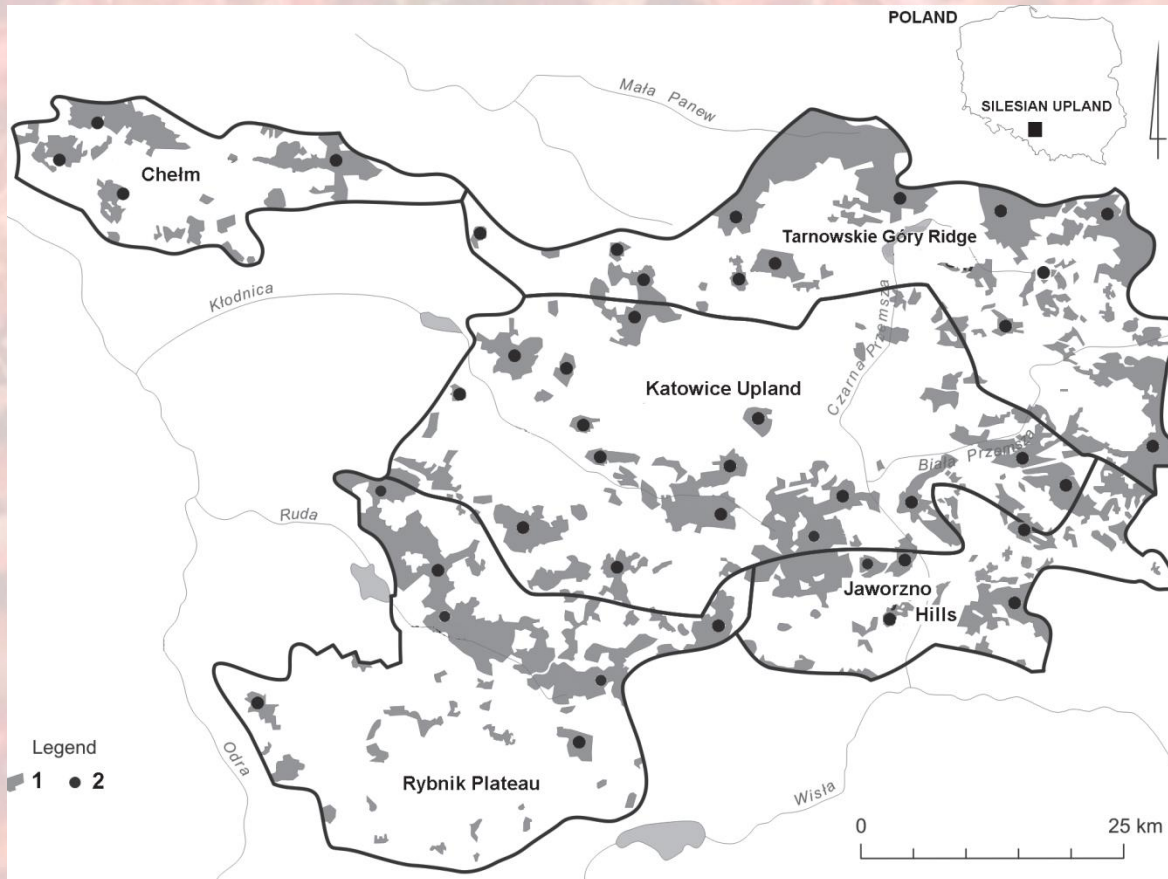 POLAND
SILESIAN UPLAND
Mała Panew
Chełm
Tarnowskie Góry Ridge
Kłodnica
Czarna Przemsza
Katowice Upland
Biała Przemsza
Ruda
Jaworzno
Hills
Odra
Legend
1 2
Rybnik Plateau
Wisła
0 25 km